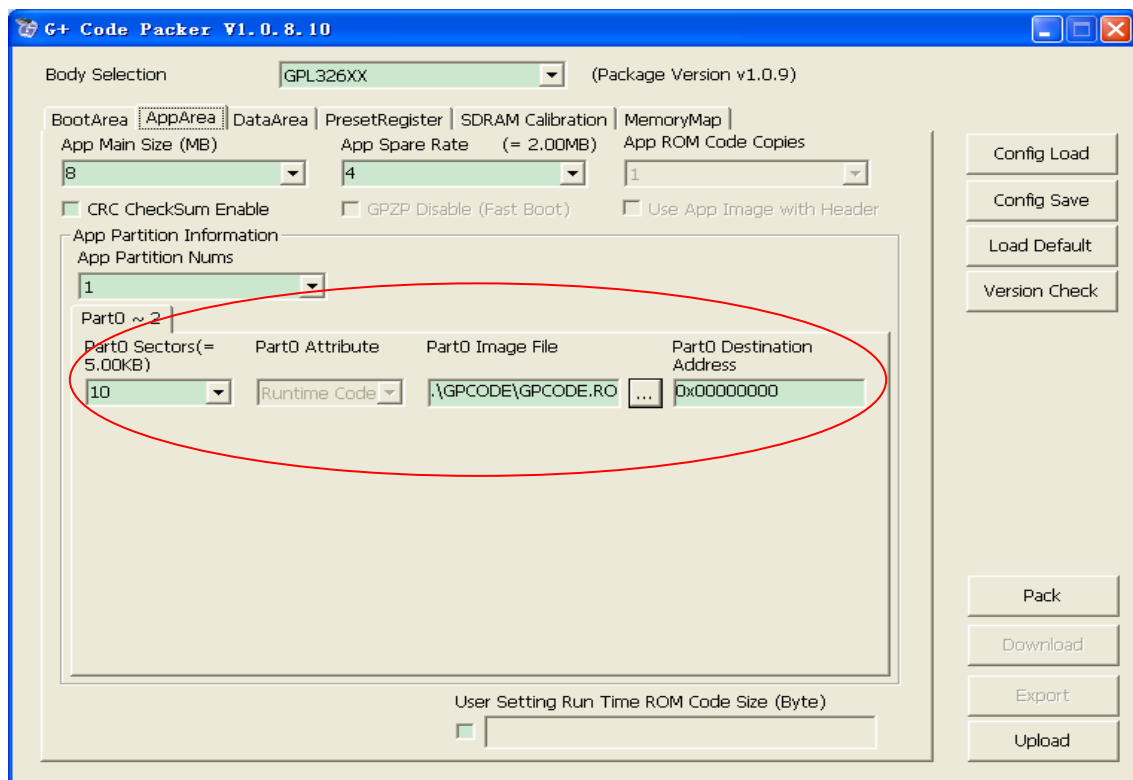 G+ Code Packer V1.0.8.10
Body Selection
GPL326XX
(Package Version v1.0.9)
BootArea
AppArea
DataArea
PresetRegister
SDRAM Calibration
MemoryMap
App Main Size (MB)
App Spare Rate
(= 2.00MB)
App ROM Code Copies
8
4
1
CRC CheckSum Enable
GPZP Disable (Fast Boot)
Use App Image with Header
App Partition Information
App Partition Nums
1
Part0 ~ 2
Part0 Sectors(=
5.00KB)
Part0 Attribute
Part0 Image File
Part0 Destination
Address
10
Runtime Code
.\GPCODE\GPCODE.RO
...
0x00000000
User Setting Run Time ROM Code Size (Byte)
Config Load
Config Save
Load Default
Version Check
Pack
Download
Export
Upload